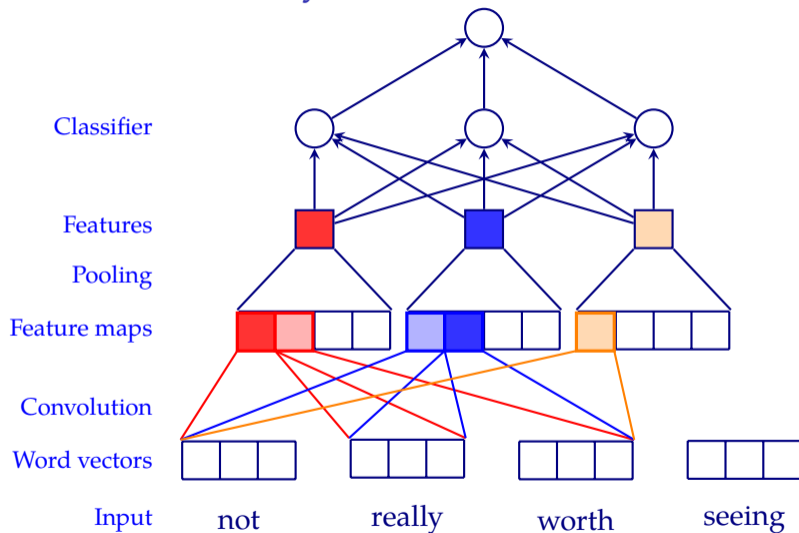 Classifier
Features
Pooling
Feature maps
Convolution
Word vectors
Input not really worth seeing